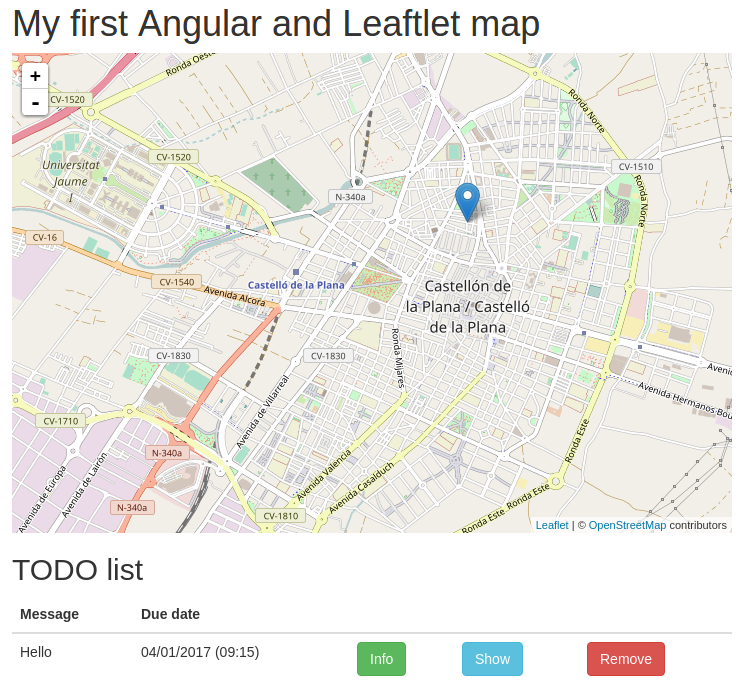 My first Angular and Leaftlet map
+
-
CV-1520
Ronda Oeste
CV-1520
Universitat
Jaume
I
Ronda Norte
CV-1510
N-340a
Ronda Norte
CV-16
CV-1540
Avenida Alcora
Castelló de la Plana
Castellón de
la Plana / Castelló
de la Plana
Ronda Mijares
CV-1830
CV-1830
Avenida de Villarreal
Avenida Hermanos Bou
CV-1710
N-340a
Avenida de Europa
Avenida de Lairón
N-340a
CV-1810
Avenida Valencia
Avenida Casalduch
Ronda Este
Ronda Este
Ronda Este
Leaflet | © OpenStreetMap contributors
TODO list
Message Due date
Hello 04/01/2017 (09:15) Info Show Remove